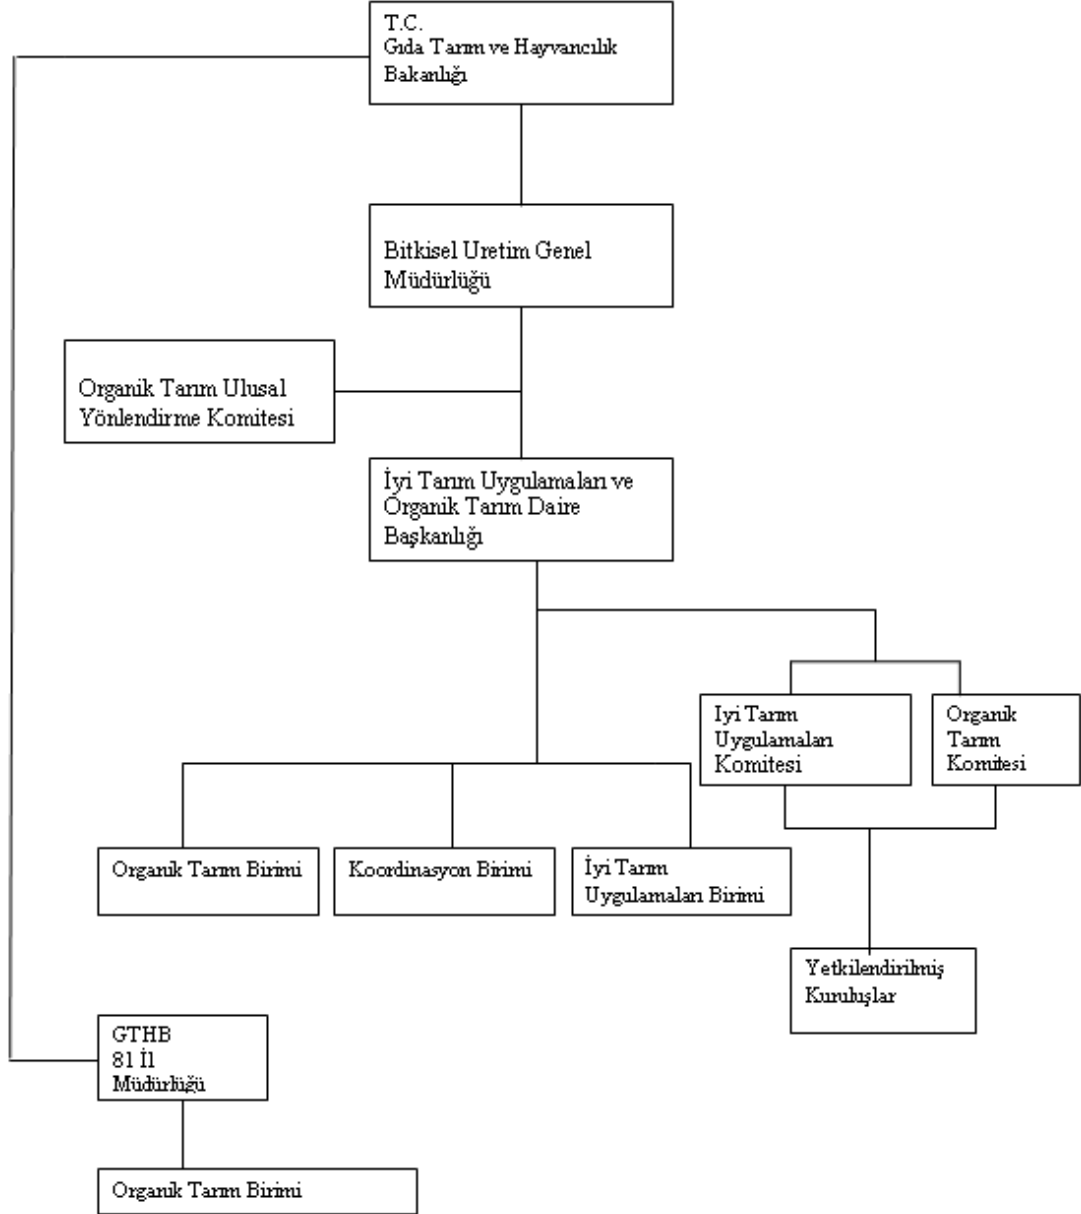 T.C.
Gıda Tarım ve Hayvancılık
Bakanlığı
Bitkisel Uretim Genel
Müdürlüğü
Organik Tarım Ulusal
Yönlendirme Komitesi
İyi Tarım Uygulamaları ve
Organik Tarım Daire
Başkanlığı
Iyi Tarım
Uygulamaları
Komitesi
Organik
Tarım
Komitesi
Organik Tarım Birimi
Koordinasyon Birimi
İyi Tarım
Uygulamaları Birimi
Yetkilendirilmiş
Kuruluşlar
GTHB
81 İl
Müdürlüğü
Organik Tarım Birimi